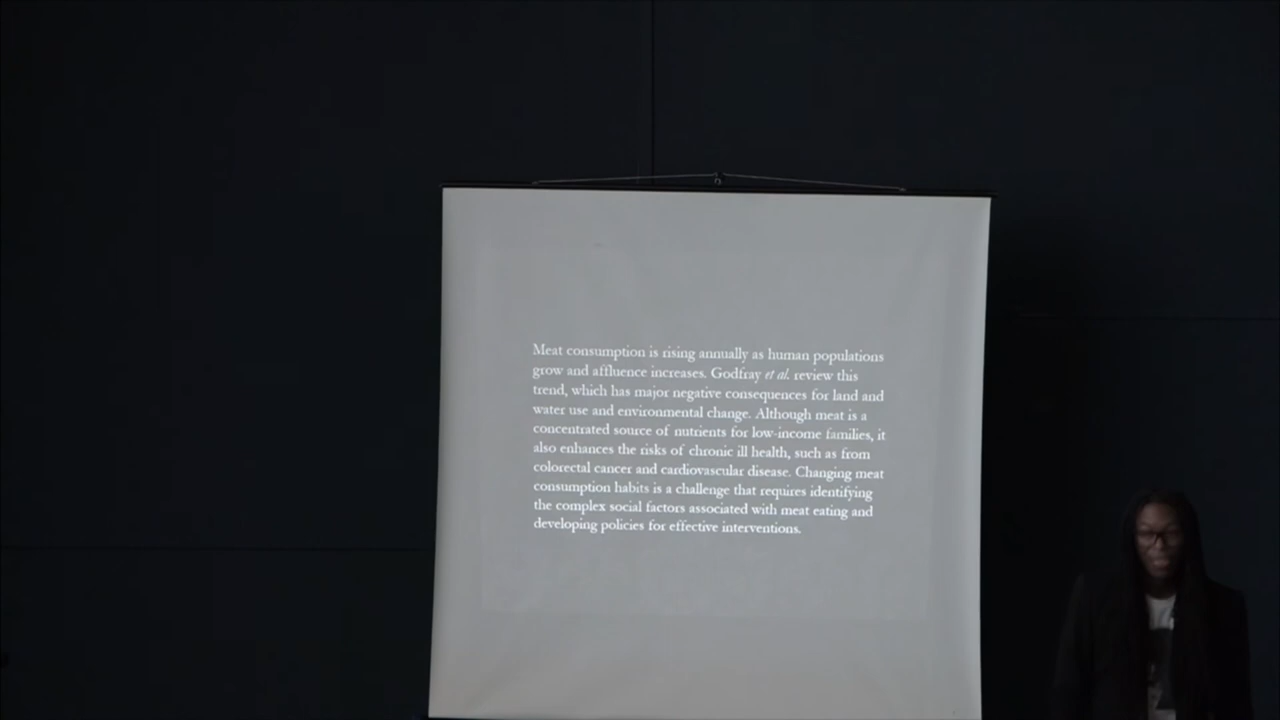 Meat consumption is rising annually as human populations
grow and affluence increases. Godfray et al. review this
trend, which has major negative consequences for land and
water use and environmental change. Although meat is a
concentrated source of nutrients for low-income families, it
also enhances the risks of chronic ill health, such as from
colorectal cancer and cardiovascular disease. Changing meat
consumption habits is a challenge that requires identifying
the complex social factors associated with meat eating and
developing policies for effective interventions.